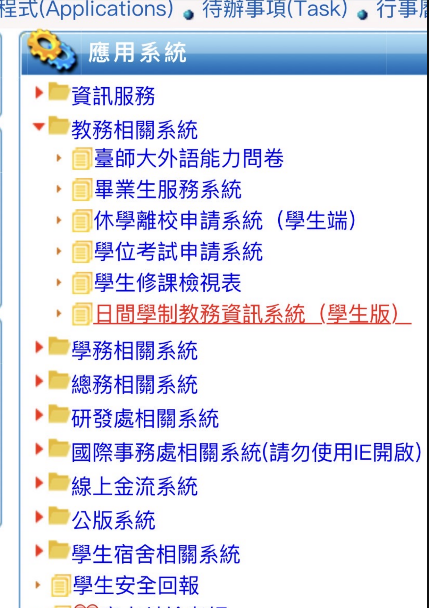 程式(Applications) 待辦事項(Task) 行事
應用系統
資訊服務
教務相關系統
臺師大外語能力問卷
畢業生服務系統
休學離校申請系統（學生端）
學位考試申請系統
學生修課檢視表
日間學制教務資訊系統（學生版）
學務相關系統
總務相關系統
研發處相關系統
國際事務處相關系統(請勿使用IE開啟)
線上金流系統
公版系統
學生宿舍相關系統
學生安全回報